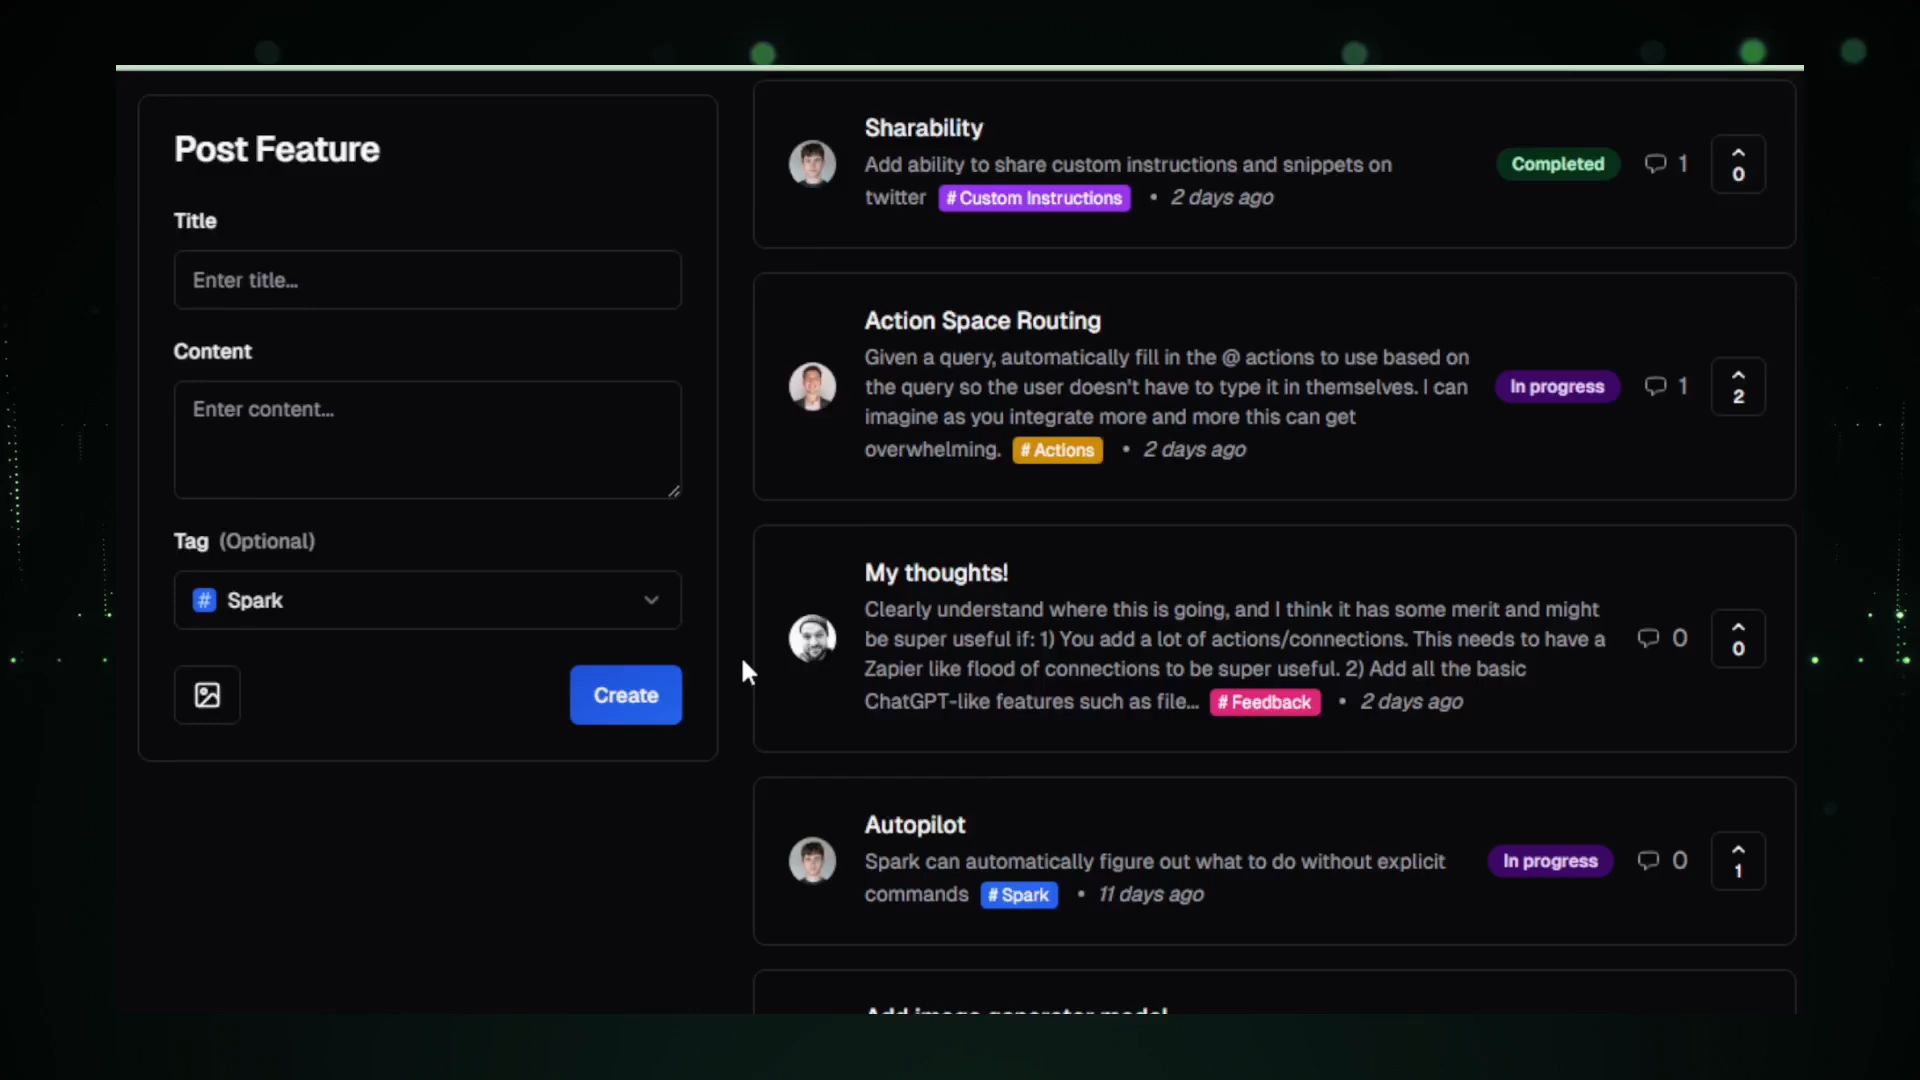 Post Feature
Title
Enter title...
Content
Enter content...
Tag (Optional)
# Spark
Create
Sharability
Add ability to share custom instructions and snippets on
twitter # Custom Instructions • 2 days ago
Completed
1
0
Action Space Routing
Given a query, automatically fill in the @ actions to use based on
the query so the user doesn't have to type it in themselves. I can
imagine as you integrate more and more this can get
overwhelming. # Actions • 2 days ago
In progress
1
2
My thoughts!
Clearly understand where this is going, and I think it has some merit and might
be super useful if: 1) You add a lot of actions/connections. This needs to have a
Zapier like flood of connections to be super useful. 2) Add all the basic
ChatGPT-like features such as file... # Feedback • 2 days ago
0
0
Autopilot
Spark can automatically figure out what to do without explicit
commands # Spark • 11 days ago
In progress
0
1
Add image generator model